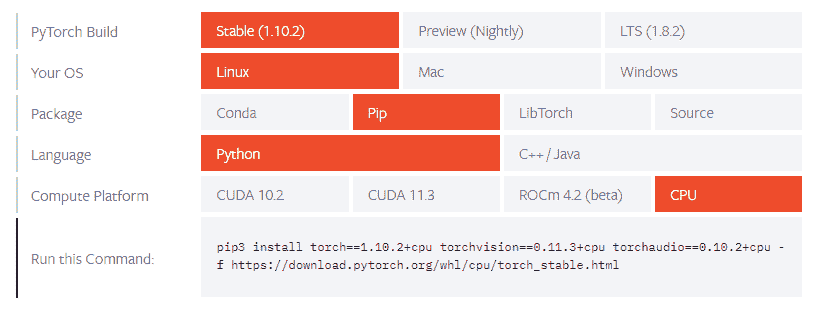 PyTorch Build Stable (1.10.2) Preview (Nightly) LTS (1.8.2)
Your OS Linux Mac Windows
Package Conda Pip LibTorch Source
Language Python C++ / Java
Compute Platform CUDA 10.2 CUDA 11.3 ROCm 4.2 (beta) CPU
Run this Command: pip3 install torch==1.10.2+cpu torchvision==0.11.3+cpu torchaudio==0.10.2+cpu -
f https://download.pytorch.org/whl/cpu/torch_stable.html